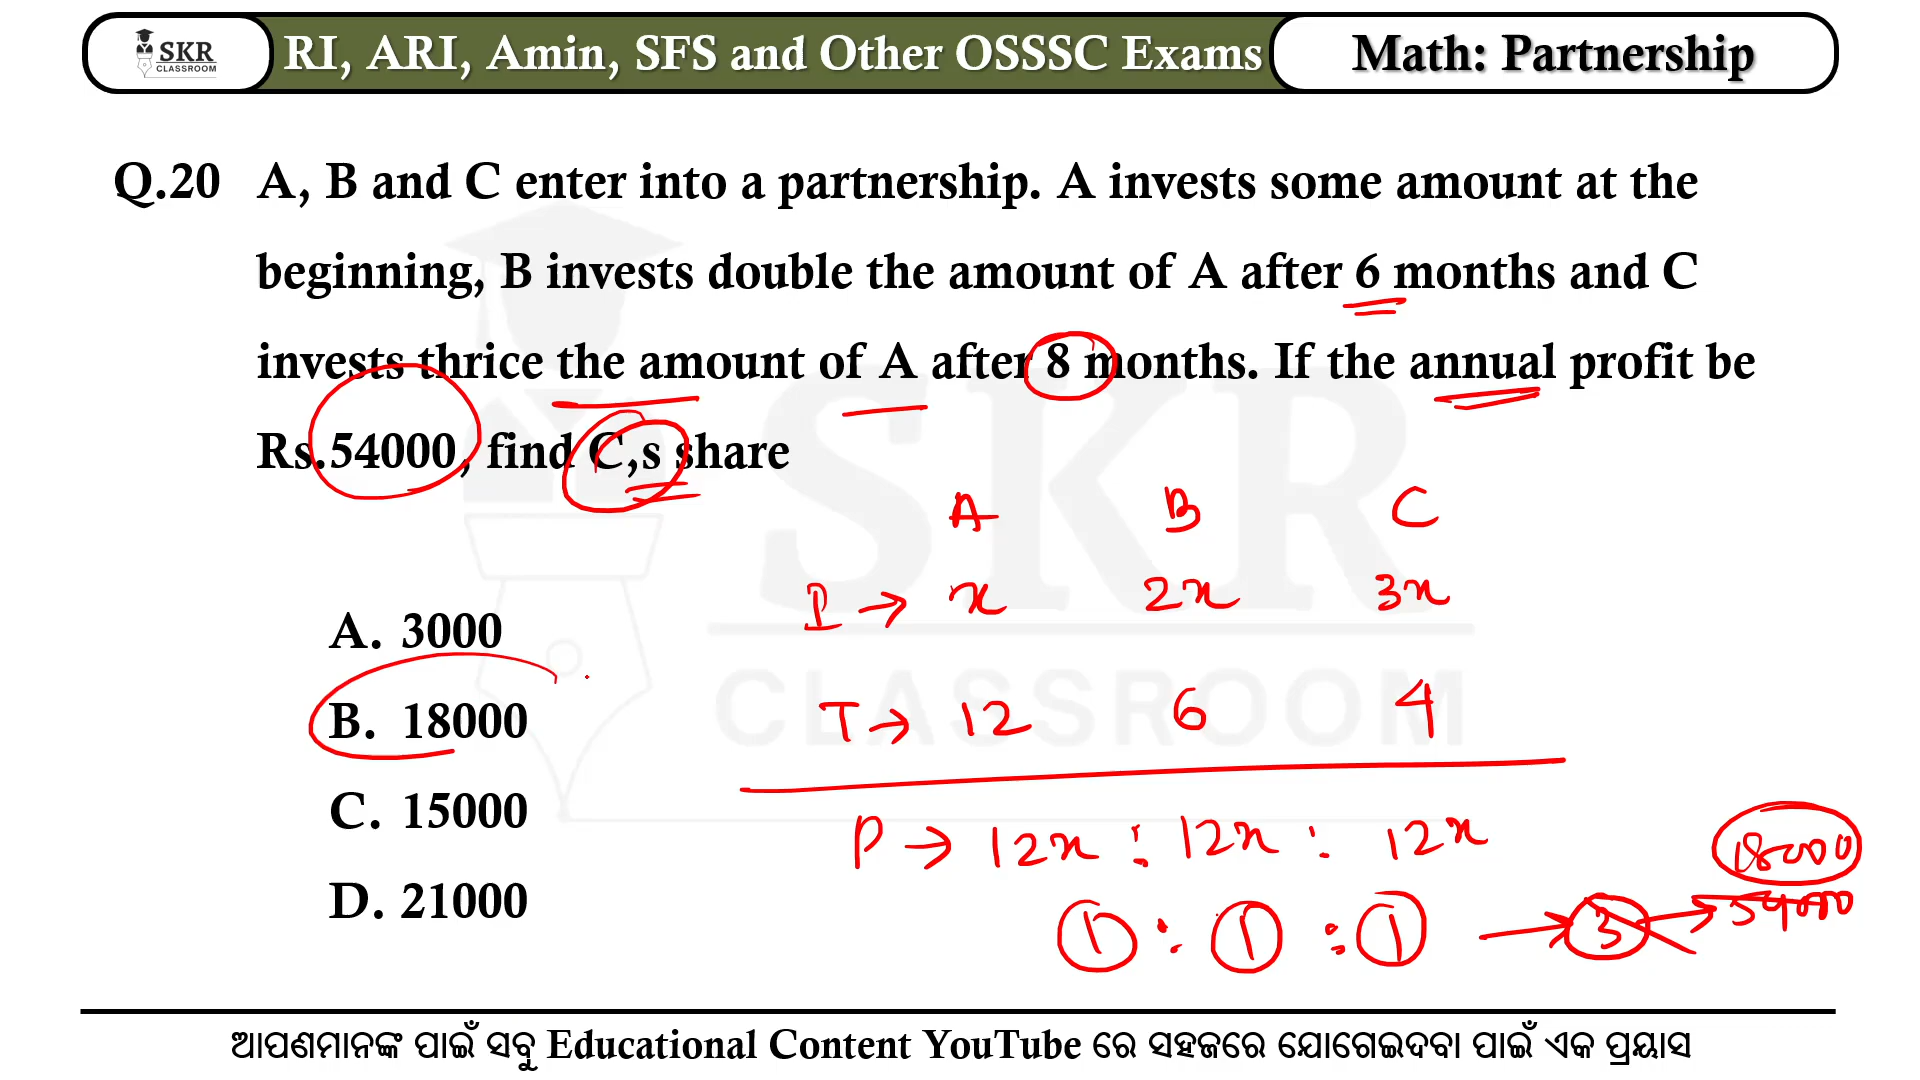 SKR
CLASSROOM
RI, ARI, Amin, SFS and Other OSSSC Exams
Math: Partnership
Q.20 A, B and C enter into a partnership. A invests some amount at the
beginning, B invests double the amount of A after 6 months and C
invests thrice the amount of A after 8 months. If the annual profit be
Rs.54000, find C,s share
A B C
I → x 2x 3x
A. 3000
B. 18000
T → 12 6 4
C. 15000
P → 12x : 12x : 12x
18000
D. 21000
1 : 1 : 1 → 3 → 54000
SKR
CLASSROOM
ଆପଣମାନଙ୍କ ପାଇଁ ସବୁ Educational Content YouTube ରେ ସହଜରେ ଯୋଗେଇଦବା ପାଇଁ ଏକ ପ୍ରୟାସ